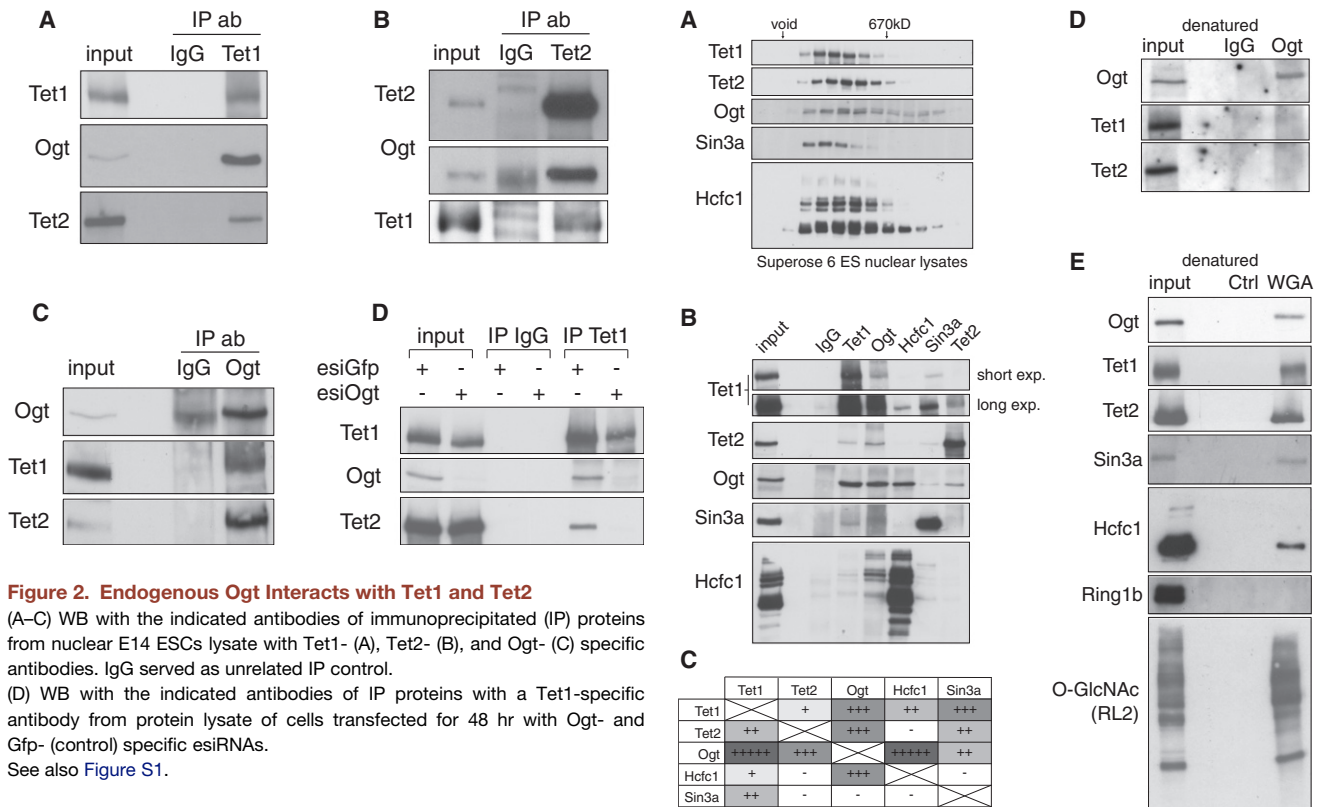 A
IP ab
input IgG Tet1
Tet1
Ogt
Tet2
B
IP ab
input IgG Tet2
Tet2
Ogt
Tet1
C
IP ab
input IgG Ogt
Ogt
Tet1
Tet2
D
input IP IgG IP Tet1
esiGfp + - + - + -
esiOgt - + - + - +
Tet1
Ogt
Tet2
Figure 2. Endogenous Ogt Interacts with Tet1 and Tet2
(A–C) WB with the indicated antibodies of immunoprecipitated (IP) proteins
from nuclear E14 ESCs lysate with Tet1- (A), Tet2- (B), and Ogt- (C) specific
antibodies. IgG served as unrelated IP control.
(D) WB with the indicated antibodies of IP proteins with a Tet1-specific
antibody from protein lysate of cells transfected for 48 hr with Ogt- and
Gfp- (control) specific esiRNAs.
See also Figure S1.
A
void 670kD
Tet1
Tet2
Ogt
Sin3a
Hcfc1
Superose 6 ES nuclear lysates
B
input IgG Tet1 Ogt Hcfc1 Sin3a Tet2
Tet1 short exp.
long exp.
Tet2
Ogt
Sin3a
Hcfc1
C
Tet1 Tet2 Ogt Hcfc1 Sin3a
Tet1 + +++ ++ +++
Tet2 ++ +++ - ++
Ogt +++++ +++ +++++ ++
Hcfc1 + - +++ -
Sin3a ++ - - -
D
denatured
input IgG Ogt
Ogt
Tet1
Tet2
E
denatured
input Ctrl WGA
Ogt
Tet1
Tet2
Sin3a
Hcfc1
Ring1b
O-GlcNAc
(RL2)